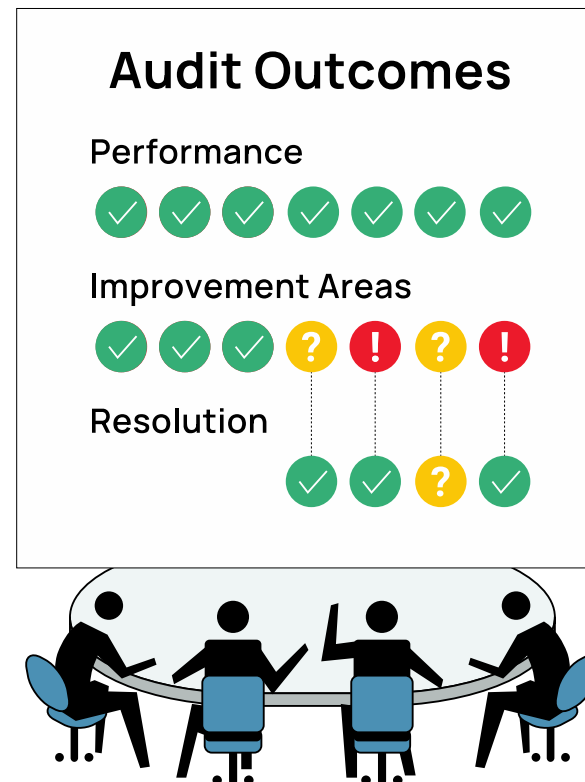 Audit Outcomes
Performance
Improvement Areas
? ! ? !
Resolution
?